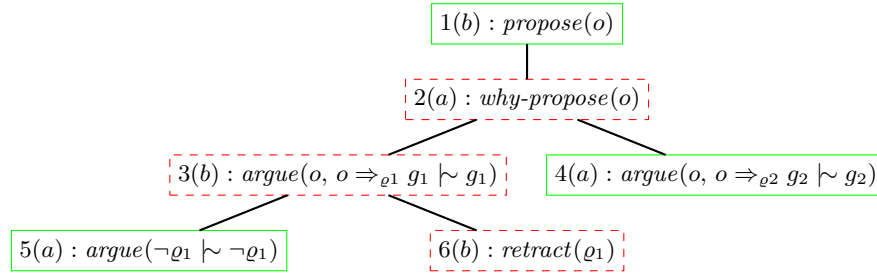 1(b) : propose(o)
2(a) : why-propose(o)
3(b) : argue(o, o ⇒ϱ1 g₁ |∼ g₁)
4(a) : argue(o, o ⇒ϱ2 g₂ |∼ g₂)
5(a) : argue(¬ϱ₁ |∼ ¬ϱ₁)
6(b) : retract(ϱ₁)